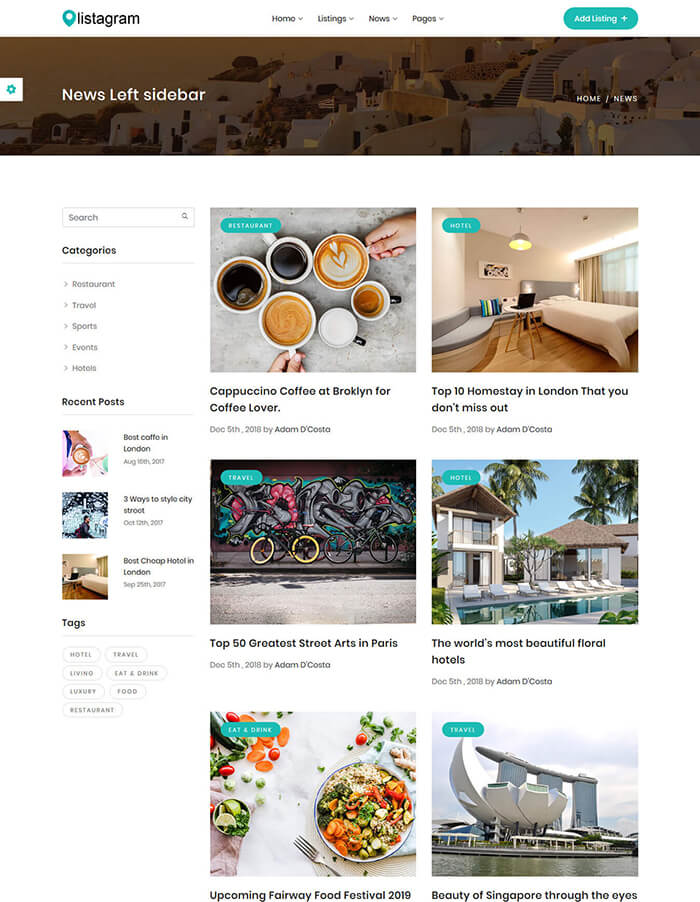 listagram
Home
Listings
News
Pages
Add Listing +
News Left sidebar
HOME / NEWS
Search
Categories
Restaurant
Travel
Sports
Events
Hotels
Recent Posts
Best caffe in
London
Aug 10th, 2017
3 Ways to style city
street
Oct 12th, 2017
Best Cheap Hotel in
London
Sep 25th, 2017
Tags
HOTEL
TRAVEL
LIVING
EAT & DRINK
LUXURY
FOOD
RESTAURANT
RESTAURANT
Cappuccino Coffee at Broklyn for
Coffee Lover.
Dec 5th , 2018 by Adam D'Costa
HOTEL
Top 10 Homestay in London That you
don't miss out
Dec 5th , 2018 by Adam D'Costa
TRAVEL
Top 50 Greatest Street Arts in Paris
Dec 5th , 2018 by Adam D'Costa
HOTEL
The world's most beautiful floral
hotels
Dec 5th , 2018 by Adam D'Costa
EAT & DRINK
Upcoming Fairway Food Festival 2019
TRAVEL
Beauty of Singapore through the eyes